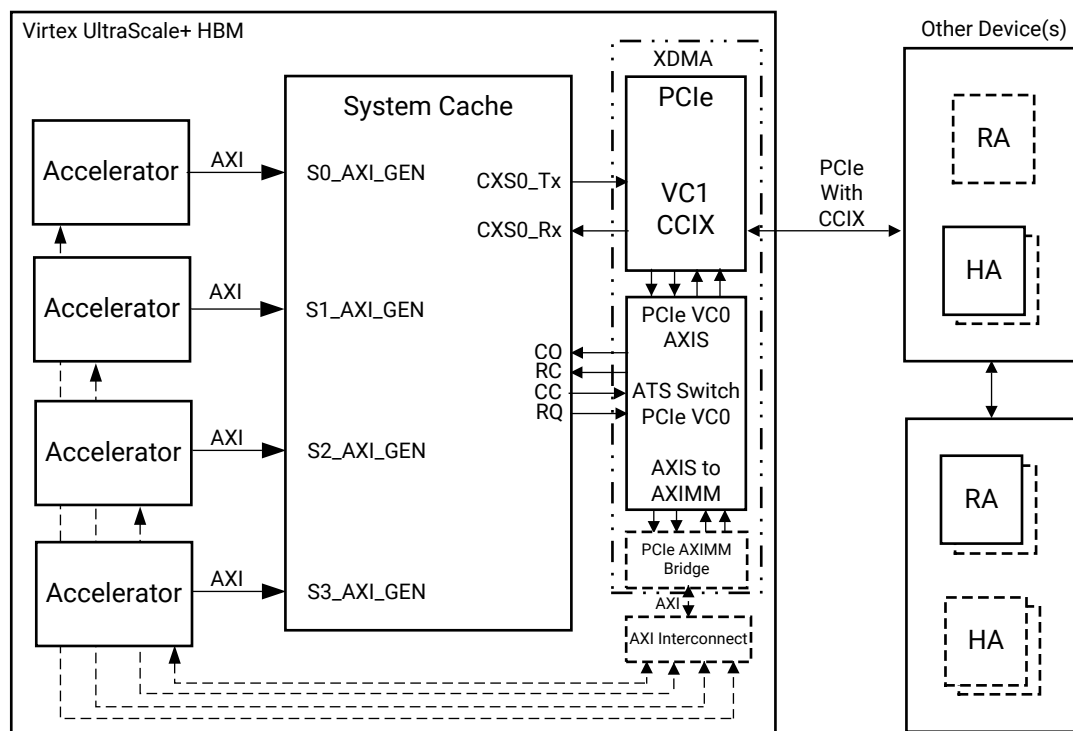 Virtex UltraScale+ HBM
Other Device(s)
XDMA
System Cache
PCIe
VC1
CCIX
Accelerator
AXI
S0_AXI_GEN
CXS0_Tx
CXS0_Rx
PCIe
With
CCIX
RA
HA
Accelerator
AXI
S1_AXI_GEN
PCIe VC0
AXIS
CQ
RC
CC
RQ
ATS Switch
PCIe VC0
AXIS to
AXIMM
Accelerator
AXI
S2_AXI_GEN
RA
PCIe AXIMM
Bridge
Accelerator
AXI
S3_AXI_GEN
AXI
AXI Interconnect
HA